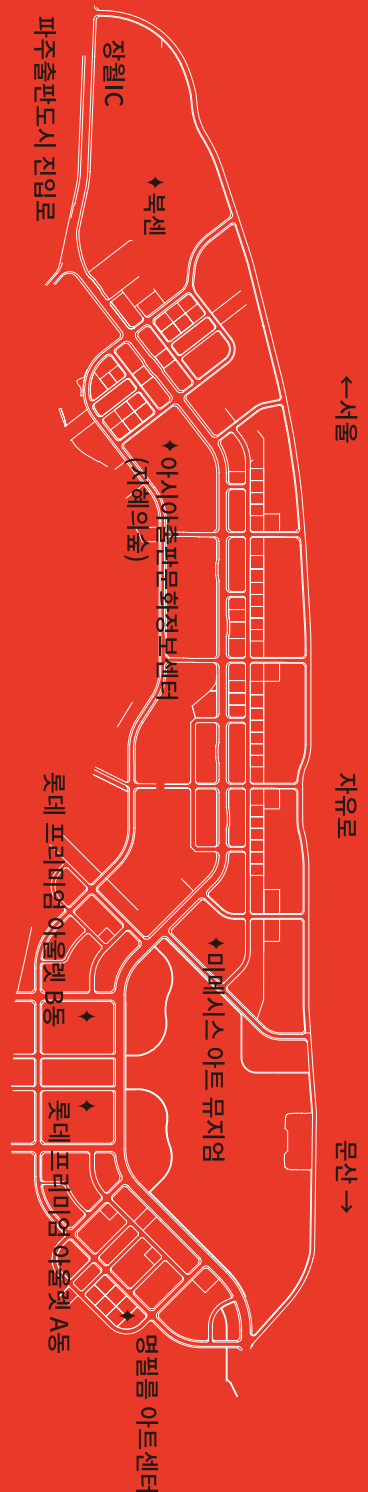 ← 서울
자유로
문산 →
장월IC
파주출판도시 진입로
북센
아시아출판문화정보센터
(지혜의숲)
미메시스 아트 뮤지엄
롯데 프리미엄 아울렛 B동
롯데 프리미엄 아울렛 A동
명필름 아트센터